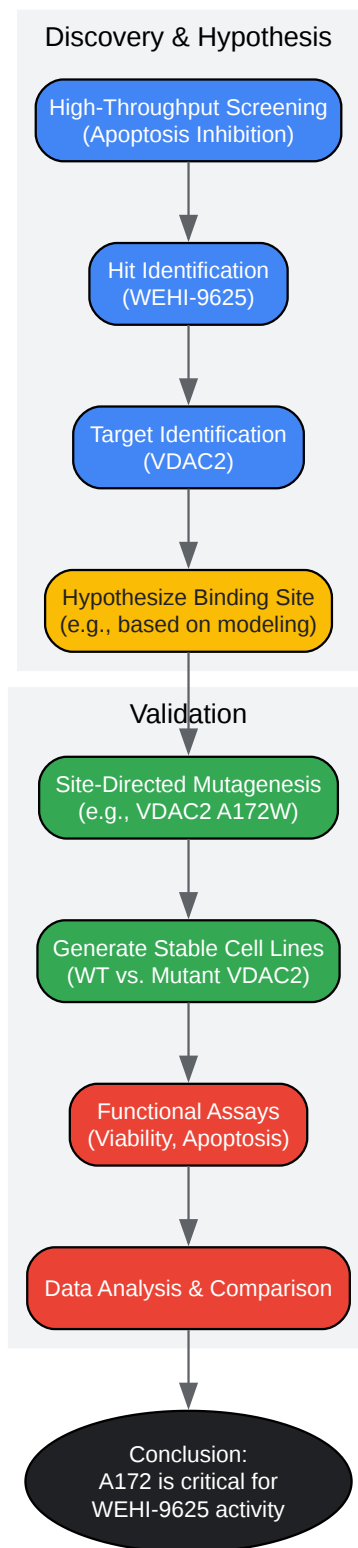 Discovery & Hypothesis
High-Throughput Screening
(Apoptosis Inhibition)
Hit Identification
(WEHI-9625)
Target Identification
(VDAC2)
Hypothesize Binding Site
(e.g., based on modeling)
Validation
Site-Directed Mutagenesis
(e.g., VDAC2 A172W)
Generate Stable Cell Lines
(WT vs. Mutant VDAC2)
Functional Assays
(Viability, Apoptosis)
Data Analysis & Comparison
Conclusion:
A172 is critical for
WEHI-9625 activity